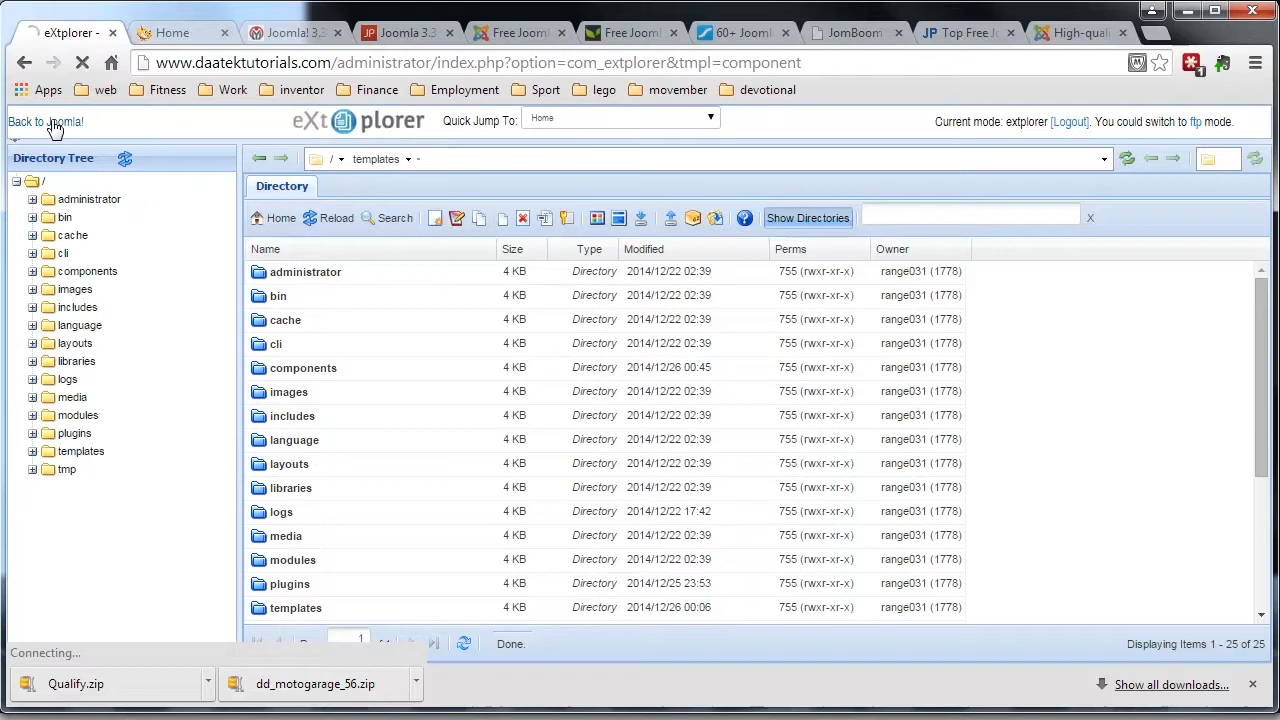 eXtplorer - Home Joomla! 3.3 Joomla 3.3 Free Joom Free Jooml 60+ Jooml JomBoom JP Top Free J High-quali
www.daatektutorials.com/administrator/index.php?option=com_extplorer&tmpl=component
Apps web Fitness Work inventor Finance Employment Sport lego movember devotional
Back to Joomla! eXtplorer Quick Jump To: Home Current mode: extplorer [Logout]. You could switch to ftp mode.
Directory Tree / templates -
Directory
/
Home Reload Search Show Directories X
administrator
bin
cache
cli
components
images
includes
language
layouts
libraries
logs
media
modules
plugins
templates
tmp
Name Size Type Modified Perms Owner
administrator 4 KB Directory 2014/12/22 02:39 755 (rwxr-xr-x) range031 (1778)
bin 4 KB Directory 2014/12/22 02:39 755 (rwxr-xr-x) range031 (1778)
cache 4 KB Directory 2014/12/22 02:39 755 (rwxr-xr-x) range031 (1778)
cli 4 KB Directory 2014/12/22 02:39 755 (rwxr-xr-x) range031 (1778)
components 4 KB Directory 2014/12/26 00:45 755 (rwxr-xr-x) range031 (1778)
images 4 KB Directory 2014/12/22 02:39 755 (rwxr-xr-x) range031 (1778)
includes 4 KB Directory 2014/12/22 02:39 755 (rwxr-xr-x) range031 (1778)
language 4 KB Directory 2014/12/22 02:39 755 (rwxr-xr-x) range031 (1778)
layouts 4 KB Directory 2014/12/22 02:39 755 (rwxr-xr-x) range031 (1778)
libraries 4 KB Directory 2014/12/22 02:39 755 (rwxr-xr-x) range031 (1778)
logs 4 KB Directory 2014/12/22 17:42 755 (rwxr-xr-x) range031 (1778)
media 4 KB Directory 2014/12/22 02:39 755 (rwxr-xr-x) range031 (1778)
modules 4 KB Directory 2014/12/22 02:39 755 (rwxr-xr-x) range031 (1778)
plugins 4 KB Directory 2014/12/25 23:53 755 (rwxr-xr-x) range031 (1778)
templates 4 KB Directory 2014/12/26 00:06 755 (rwxr-xr-x) range031 (1778)
1 Done. Displaying Items 1 - 25 of 25
Connecting...
Qualify.zip dd_motogarage_56.zip Show all downloads...